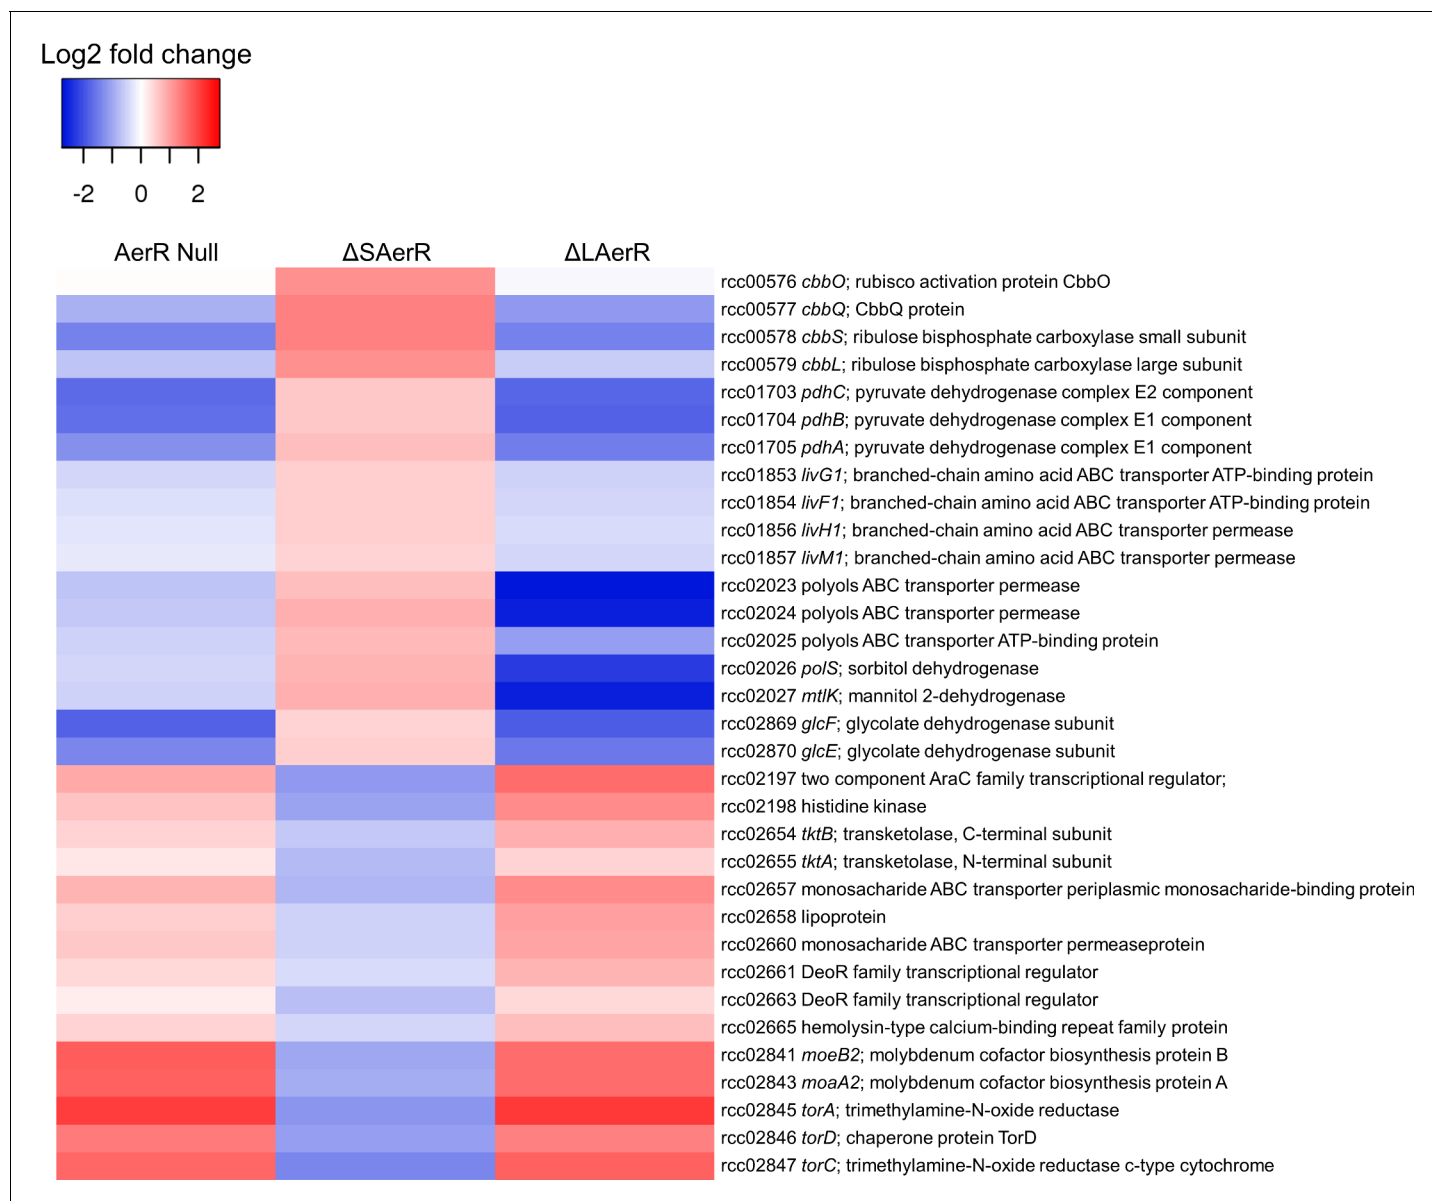 Log2 fold change
-2 0 2
AerR Null ΔSAerR ΔLAerR
rcc00576 cbbO; rubisco activation protein CbbO
rcc00577 cbbQ; CbbQ protein
rcc00578 cbbS; ribulose bisphosphate carboxylase small subunit
rcc00579 cbbL; ribulose bisphosphate carboxylase large subunit
rcc01703 pdhC; pyruvate dehydrogenase complex E2 component
rcc01704 pdhB; pyruvate dehydrogenase complex E1 component
rcc01705 pdhA; pyruvate dehydrogenase complex E1 component
rcc01853 livG1; branched-chain amino acid ABC transporter ATP-binding protein
rcc01854 livF1; branched-chain amino acid ABC transporter ATP-binding protein
rcc01856 livH1; branched-chain amino acid ABC transporter permease
rcc01857 livM1; branched-chain amino acid ABC transporter permease
rcc02023 polyols ABC transporter permease
rcc02024 polyols ABC transporter permease
rcc02025 polyols ABC transporter ATP-binding protein
rcc02026 polS; sorbitol dehydrogenase
rcc02027 mtlK; mannitol 2-dehydrogenase
rcc02869 glcF; glycolate dehydrogenase subunit
rcc02870 glcE; glycolate dehydrogenase subunit
rcc02197 two component AraC family transcriptional regulator;
rcc02198 histidine kinase
rcc02654 tktB; transketolase, C-terminal subunit
rcc02655 tktA; transketolase, N-terminal subunit
rcc02657 monosacharide ABC transporter periplasmic monosacharide-binding protein
rcc02658 lipoprotein
rcc02660 monosacharide ABC transporter permeaseprotein
rcc02661 DeoR family transcriptional regulator
rcc02663 DeoR family transcriptional regulator
rcc02665 hemolysin-type calcium-binding repeat family protein
rcc02841 moeB2; molybdenum cofactor biosynthesis protein B
rcc02843 moaA2; molybdenum cofactor biosynthesis protein A
rcc02845 torA; trimethylamine-N-oxide reductase
rcc02846 torD; chaperone protein TorD
rcc02847 torC; trimethylamine-N-oxide reductase c-type cytochrome